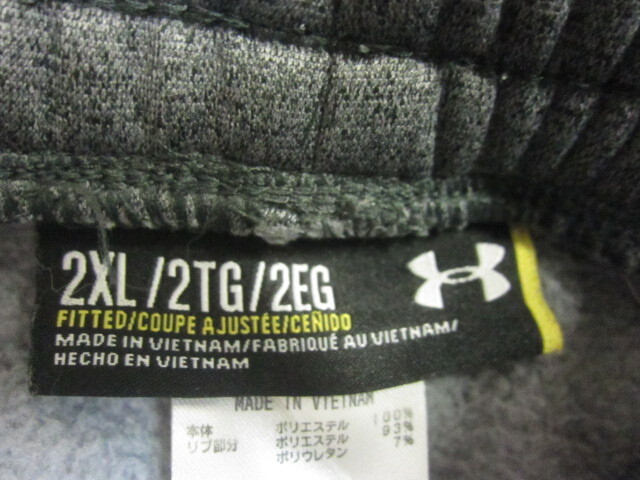 2XL/2TG/2EG
FITTED/COUPE AJUSTÉE/CEÑIDO
MADE IN VIETNAM/FABRIQUÉ AU VIETNAM/
HECHO EN VIETNAM
MADE IN VIETNAM
本体 ポリエステル 100%
リブ部分 ポリエステル 93%
ポリウレタン 7%